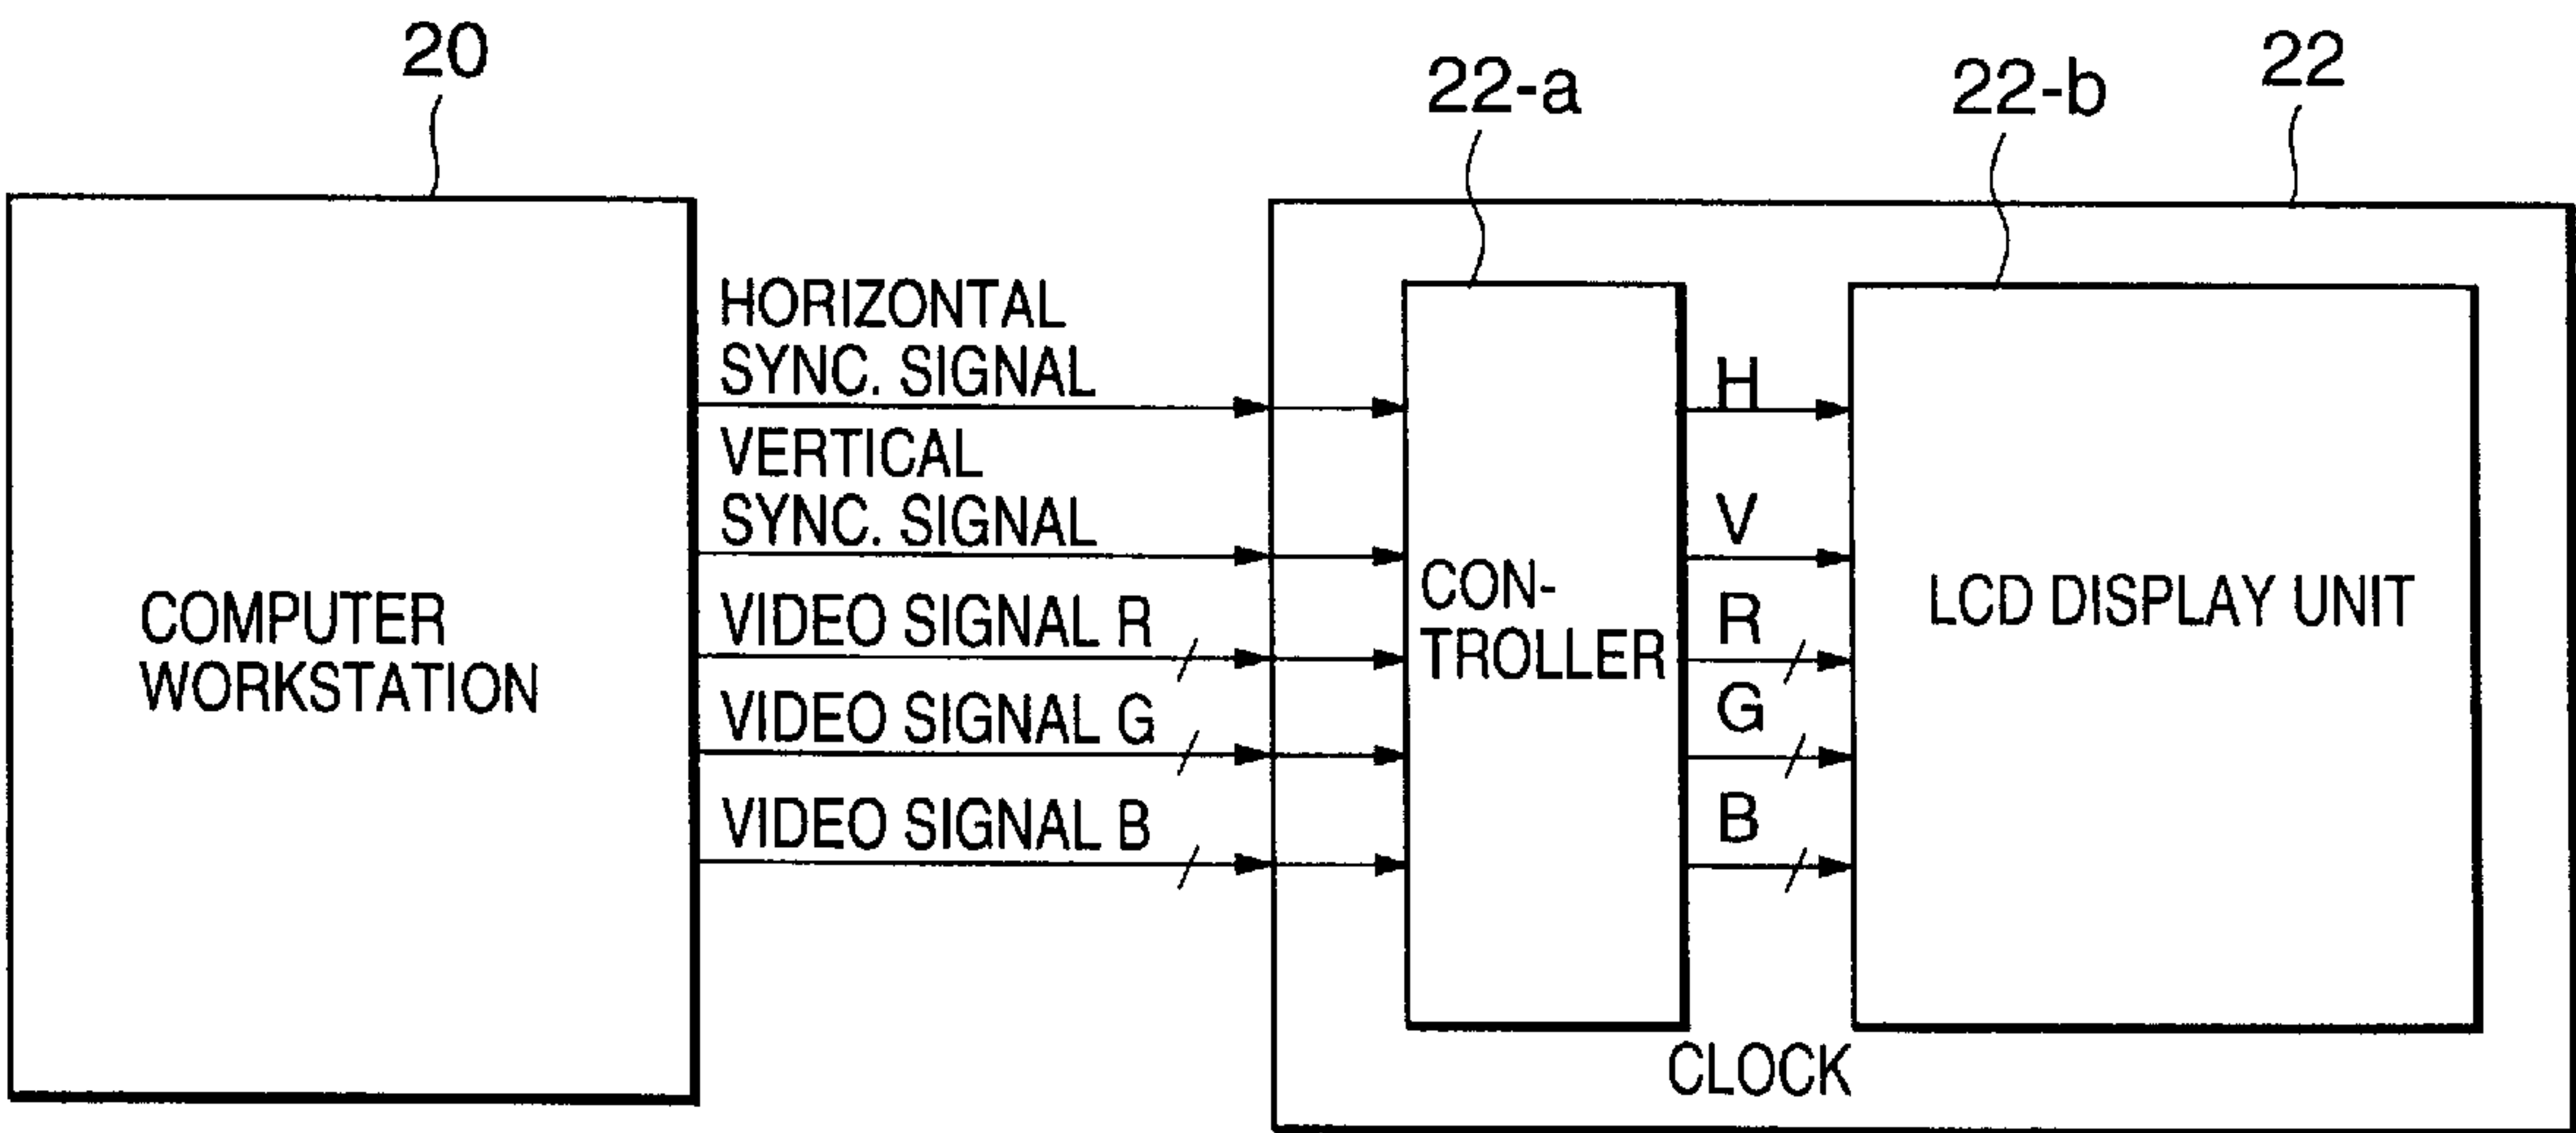 20
22-a
22-b
22
HORIZONTAL
SYNC. SIGNAL
VERTICAL
SYNC. SIGNAL
VIDEO SIGNAL R
VIDEO SIGNAL G
VIDEO SIGNAL B
COMPUTER
WORKSTATION
CON-
TROLLER
H
V
R
G
B
LCD DISPLAY UNIT
CLOCK